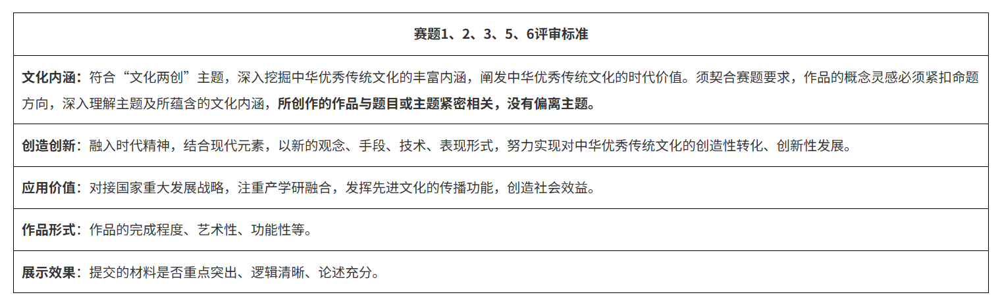 赛题1、2、3、5、6评审标准
文化内涵：符合“文化两创”主题，深入挖掘中华优秀传统文化的丰富内涵，阐发中华优秀传统文化的时代价值。须契合赛题要求，作品的概念灵感必须紧扣命题
方向，深入理解主题及所蕴含的文化内涵，所创作的作品与题目或主题紧密相关，没有偏离主题。
创造创新：融入时代精神，结合现代元素，以新的观念、手段、技术、表现形式，努力实现对中华优秀传统文化的创造性转化、创新性发展。
应用价值：对接国家重大发展战略，注重产学研融合，发挥先进文化的传播功能，创造社会效益。
作品形式：作品的完成程度、艺术性、功能性等。
展示效果：提交的材料是否重点突出、逻辑清晰、论述充分。